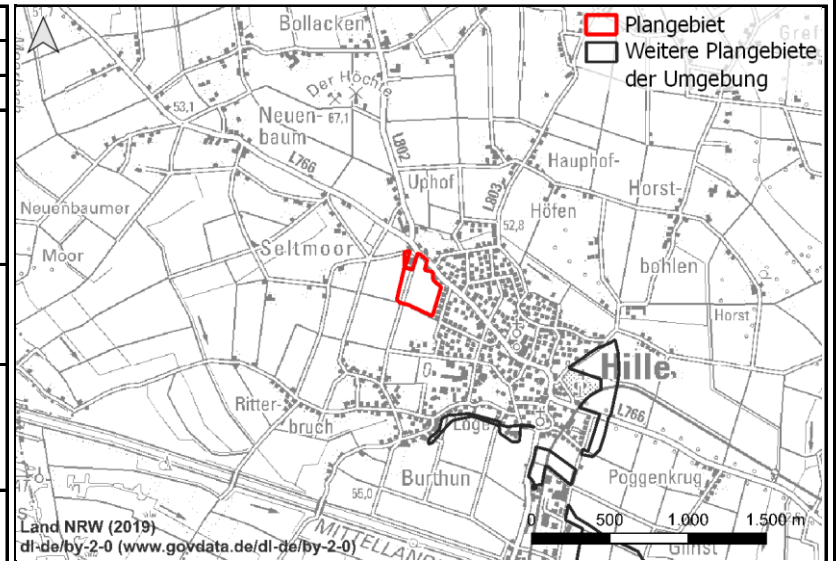 Plangebiet
Weitere Plangebiete
der Umgebung
Bollacken
Der Höchte
53,1
Neuen-
baum
67,1
L802
L766
Uphof
L803
Hauphof-
Höfen
Horst-
bohlen
52,8
Neuenbaumer
Moor
Seltmoor
Horst
Hille
L766
Ritter-
bruch
Burthun
Poggenkrug
55,0
MITTELLAND
0 500 1.000 1.500 m
Land NRW (2019)
dl-de/by-2-0 (www.govdata.de/dl-de/by-2-0)